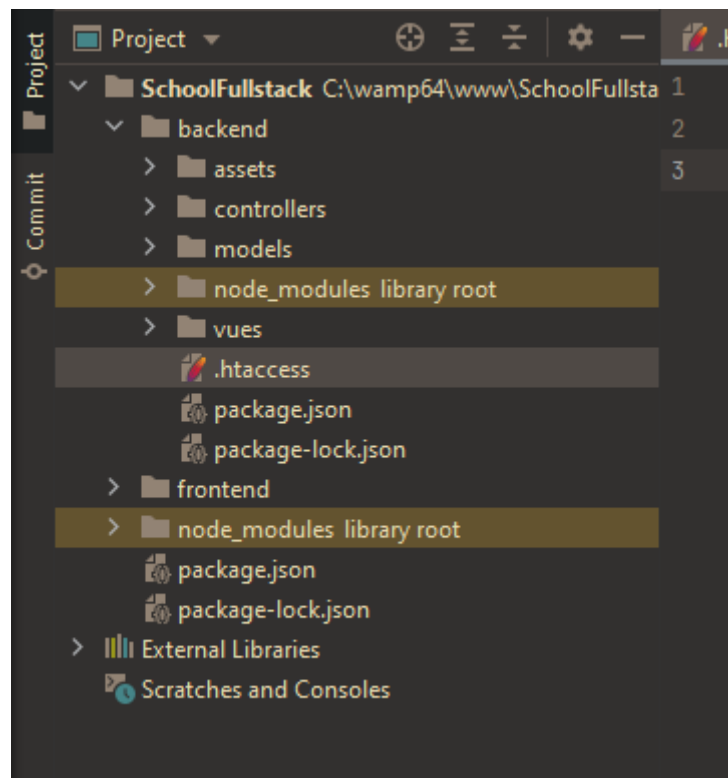 Project
Commit
Project
SchoolFullstack C:\wamp64\www\SchoolFullsta
backend
assets
controllers
models
node_modules library root
vues
.htaccess
package.json
package-lock.json
frontend
node_modules library root
package.json
package-lock.json
External Libraries
Scratches and Consoles
1
2
3